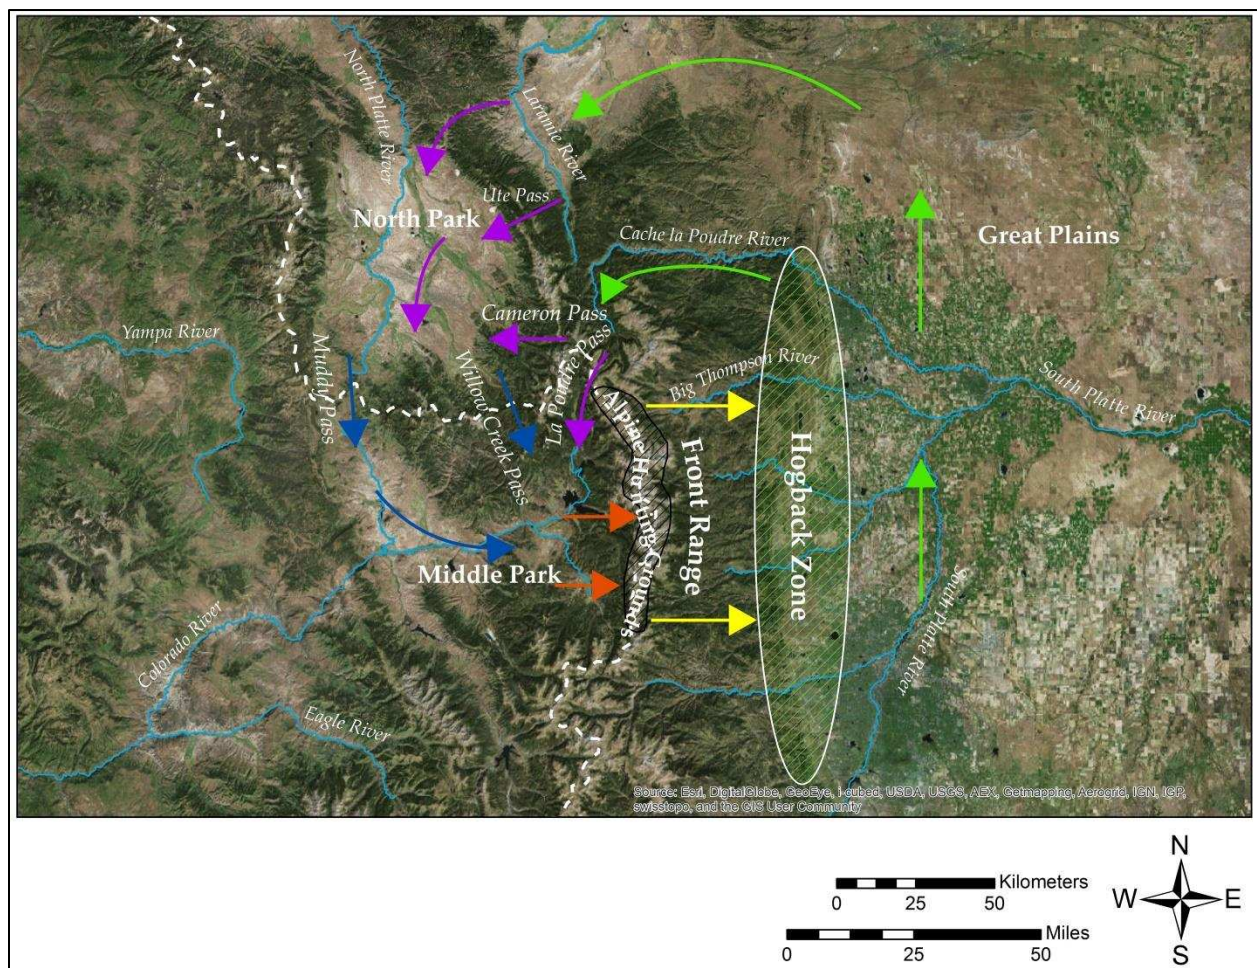 North Platte River
Laramie River
Ute Pass
North Park
Cache la Poudre River
Great Plains
Cameron Pass
Yampa River
Muddy Pass
Willow Creek Pass
La Poudre Pass
Big Thompson River
South Platte River
Alpine Hunting Grounds
Front Range
Hogback Zone
Middle Park
South Platte River
Colorado River
Eagle River
Source: Esri, DigitalGlobe, GeoEye, i-cubed, USDA, USGS, AEX, Getmapping, Aerogrid, IGN, IGP,
swisstopo, and the GIS User Community
N
Kilometers
0 25 50
W E
Miles
0 25 50
S